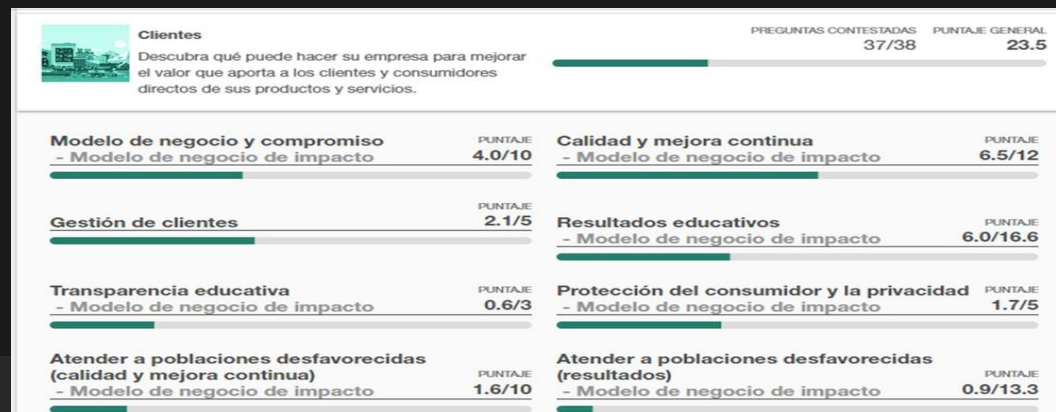 Clientes
Descubra qué puede hacer su empresa para mejorar
el valor que aporta a los clientes y consumidores
directos de sus productos y servicios.
PREGUNTAS CONTESTADAS PUNTAJE GENERAL
37/38 23.5
Modelo de negocio y compromiso PUNTAJE
- Modelo de negocio de impacto 4.0/10
Calidad y mejora continua PUNTAJE
- Modelo de negocio de impacto 6.5/12
PUNTAJE
Gestión de clientes 2.1/5
Resultados educativos PUNTAJE
- Modelo de negocio de impacto 6.0/16.6
Transparencia educativa PUNTAJE
- Modelo de negocio de impacto 0.6/3
Protección del consumidor y la privacidad PUNTAJE
- Modelo de negocio de impacto 1.7/5
Atender a poblaciones desfavorecidas
(calidad y mejora continua) PUNTAJE
- Modelo de negocio de impacto 1.6/10
Atender a poblaciones desfavorecidas
(resultados) PUNTAJE
- Modelo de negocio de impacto 0.9/13.3